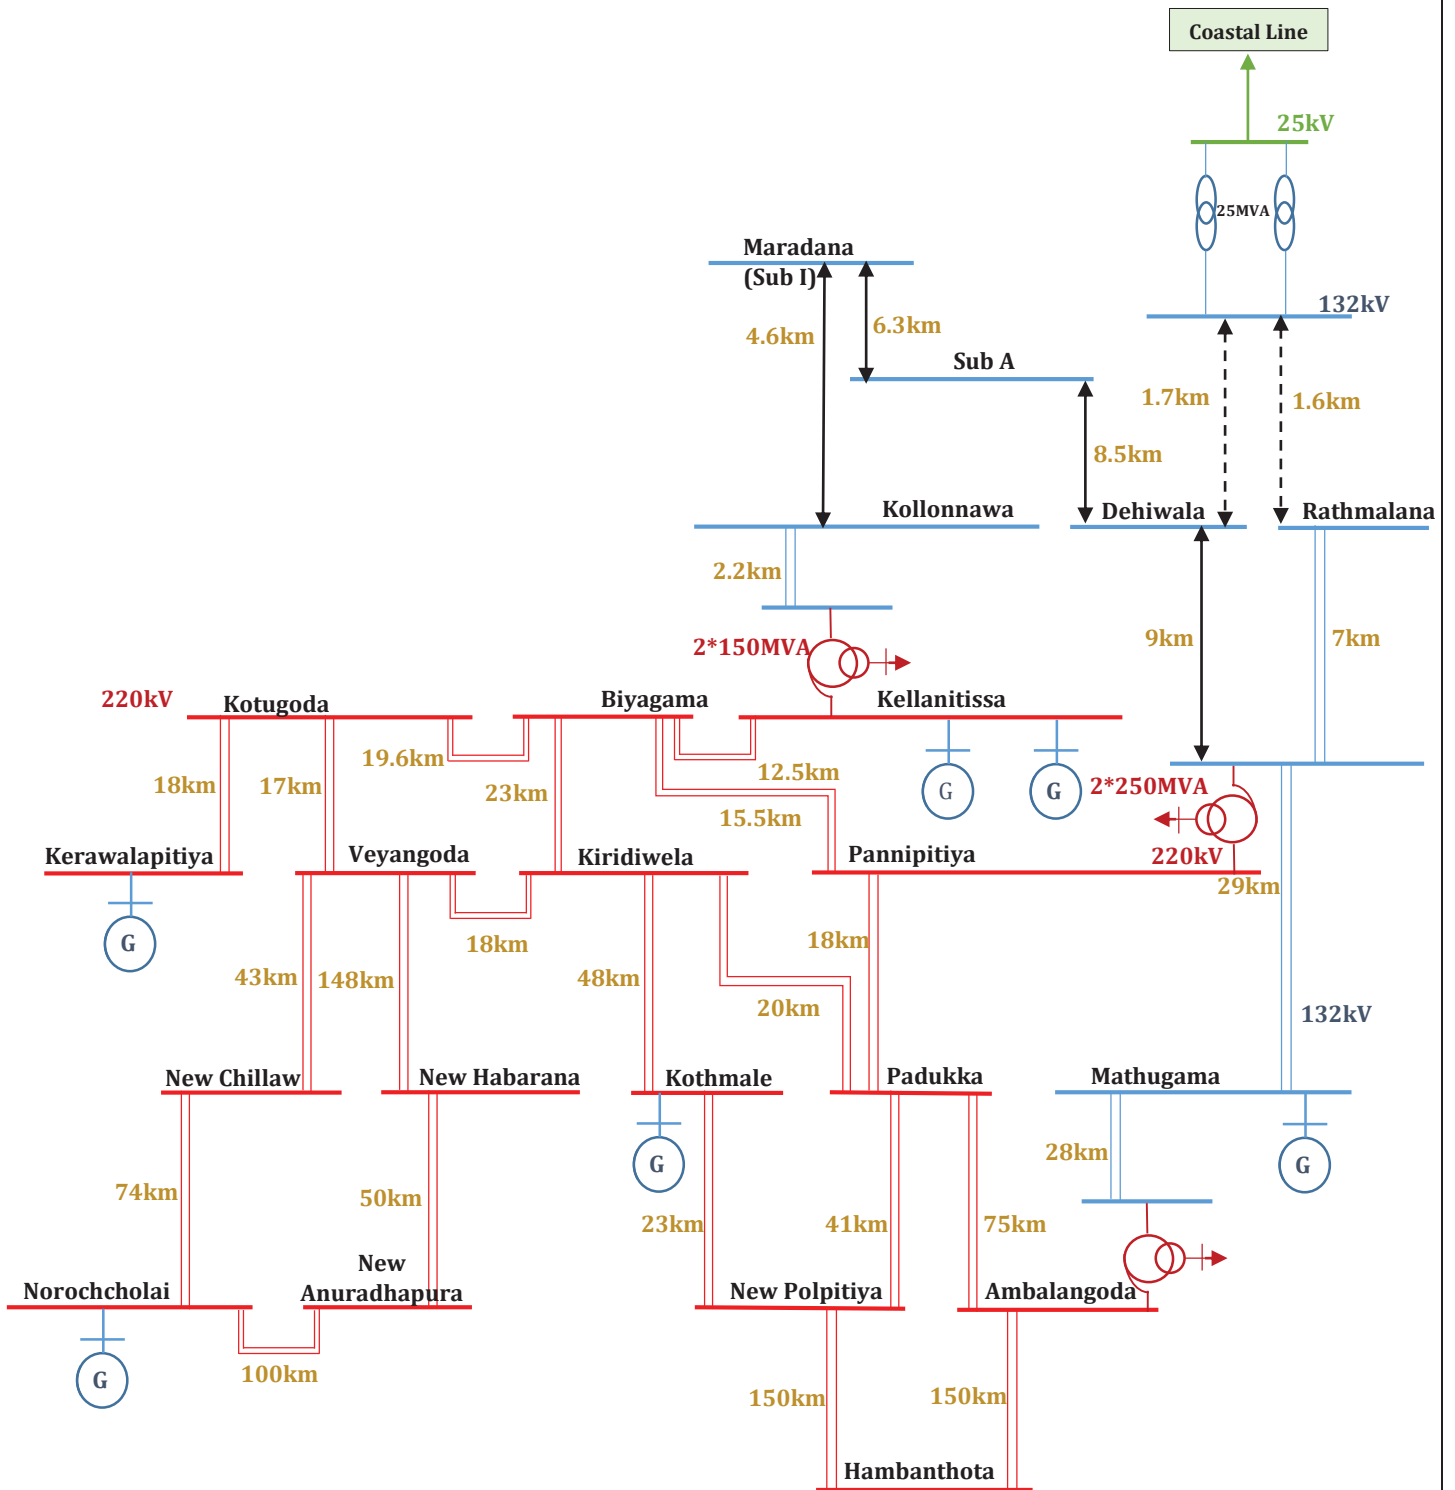 Coastal Line
25kV
25MVA
Maradana
(Sub I)
132kV
4.6km
6.3km
Sub A
1.7km
1.6km
8.5km
Kollonnawa
Dehiwala
Rathmalana
2.2km
2*150MVA
9km
7km
220kV
Kotugoda
Biyagama
Kellanitissa
19.6km
12.5km
18km
17km
23km
G
G
2*250MVA
15.5km
Kerawalapitiya
Veyangoda
Kiridiwela
Pannipitiya
220kV
29km
G
18km
18km
43km
148km
48km
20km
132kV
New Chillaw
New Habarana
Kothmale
Padukka
Mathugama
G
28km
G
74km
50km
23km
41km
75km
New
Anuradhapura
Norochcholai
New Polpitiya
Ambalangoda
G
100km
150km
150km
Hambanthota